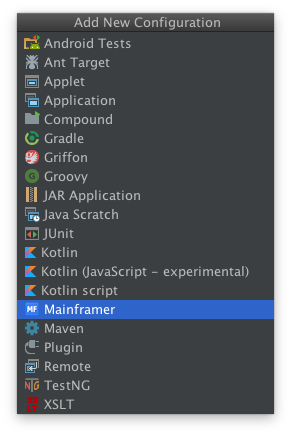 Add New Configuration
Android Tests
Ant Target
Applet
Application
Compound
Gradle
Griffon
Groovy
JAR Application
Java Scratch
JUnit
Kotlin
Kotlin (JavaScript - experimental)
Kotlin script
MF Mainframer
Maven
Plugin
Remote
TestNG
XSLT